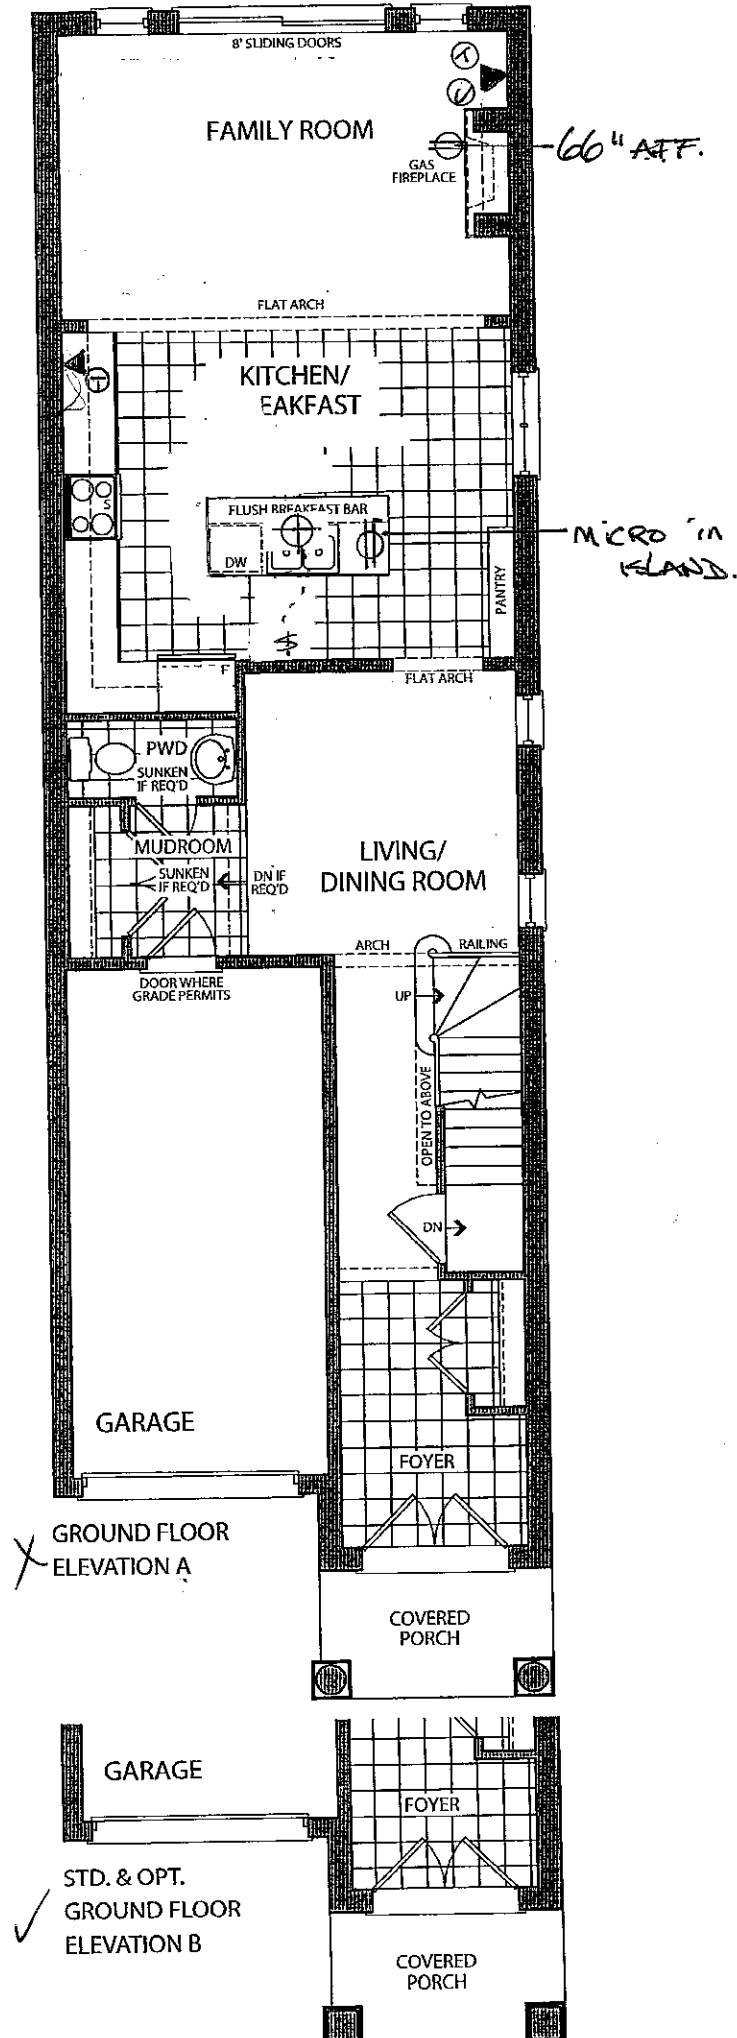 8' SLIDING DOORS
T
FAMILY ROOM
66" A.F.F.
GAS
FIREPLACE
FLAT ARCH
KITCHEN/
EAKFAST
T
S
FLUSH BREAKFAST BAR
DW
MICRO in
ISLAND.
PANTRY
$
F
FLAT ARCH
PWD
SUNKEN
IF REQ'D
MUDROOM
SUNKEN
IF REQ'D
DN IF
REQ'D
LIVING/
DINING ROOM
ARCH
RAILING
DOOR WHERE
GRADE PERMITS
UP
OPEN TO ABOVE
DN
GARAGE
FOYER
X GROUND FLOOR
ELEVATION A
COVERED
PORCH
GARAGE
FOYER
STD. & OPT.
GROUND FLOOR
ELEVATION B
COVERED
PORCH